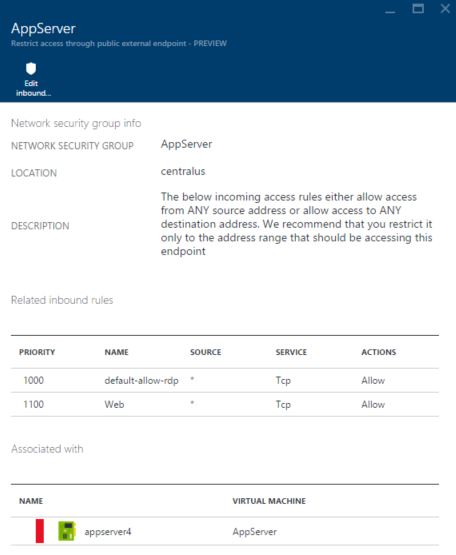 AppServer
Restrict access through public external endpoint - PREVIEW
Edit
inbound...
Network security group info
NETWORK SECURITY GROUP AppServer
LOCATION centralus
DESCRIPTION The below incoming access rules either allow access
from ANY source address or allow access to ANY
destination address. We recommend that you restrict it
only to the address range that should be accessing this
endpoint
Related inbound rules
PRIORITY NAME SOURCE SERVICE ACTIONS
1000 default-allow-rdp * Tcp Allow
1100 Web * Tcp Allow
Associated with
NAME VIRTUAL MACHINE
appserver4 AppServer